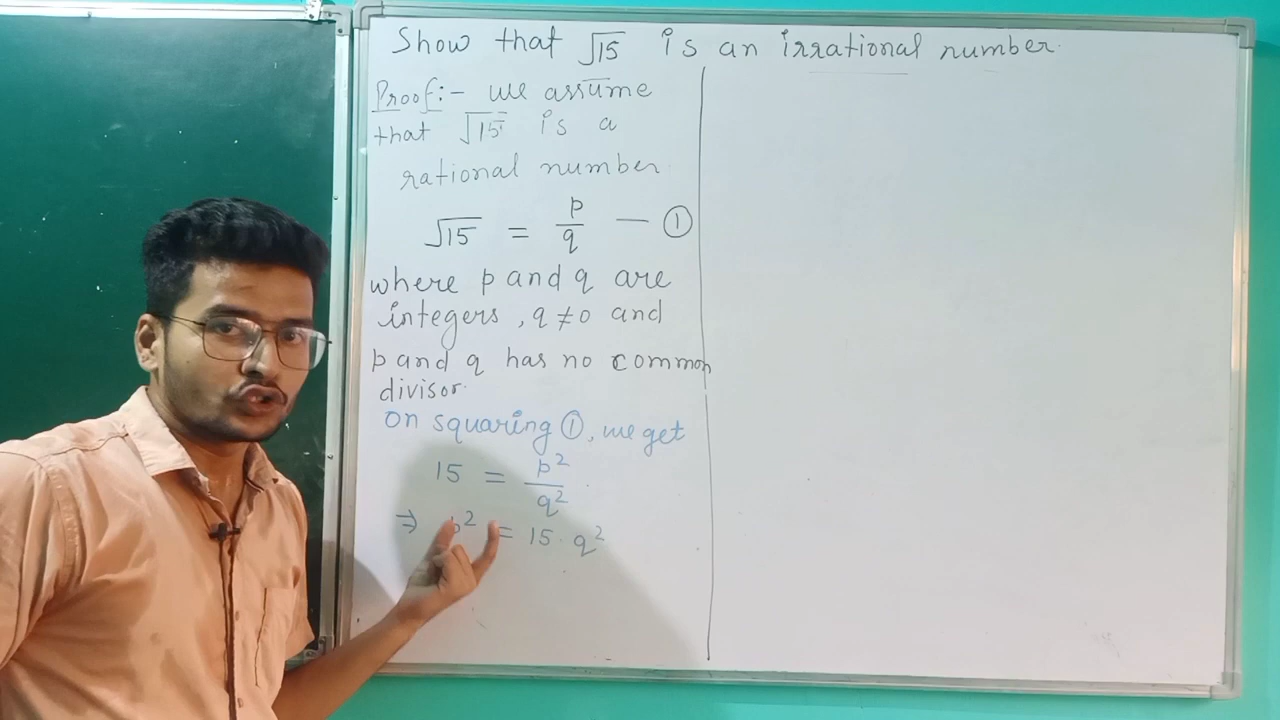 Show that √15 is an irrational number.
Proof:- we assume
that √15 is a
rational number.
√15 = p/q — ①
where p and q are
integers, q ≠ 0 and
p and q has no common
divisor.
on squaring ①, we get
15 = p²/q²
⇒ p² = 15. q²